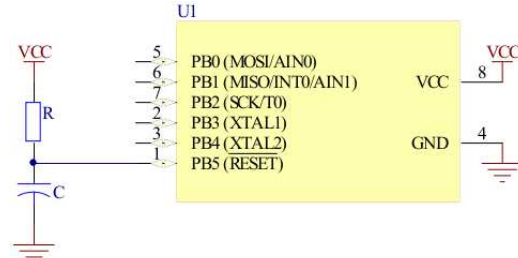 U1
VCC
R
C
5 PB0 (MOSI/AIN0)
6 PB1 (MISO/INT0/AIN1)
7 PB2 (SCK/T0)
2 PB3 (XTAL1)
3 PB4 (XTAL2)
1 PB5 (RESET)
VCC 8
GND 4
VCC